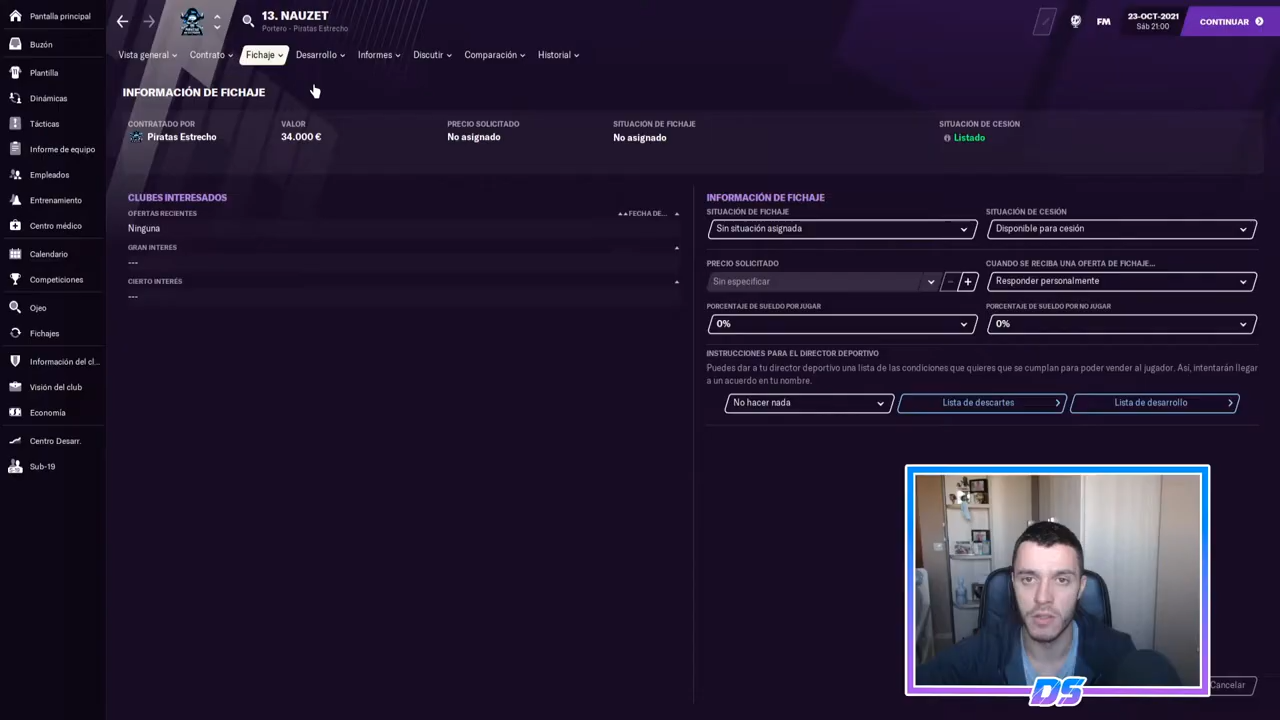 Pantalla principal
Buzón
Plantilla
Dinámicas
Tácticas
Informe de equipo
Empleados
Entrenamiento
Centro médico
Calendario
Competiciones
Ojeo
Fichajes
Información del cl...
Visión del club
Economía
Centro Desarr.
Sub-19
13. NAUZET
Portero - Piratas Estrecho
FM
23-OCT-2021
Sáb 21:00
CONTINUAR
Vista general
Contrato
Fichaje
Desarrollo
Informes
Discutir
Comparación
Historial
INFORMACIÓN DE FICHAJE
CONTRATADO POR
Piratas Estrecho
VALOR
34.000 €
PRECIO SOLICITADO
No asignado
SITUACIÓN DE FICHAJE
No asignado
SITUACIÓN DE CESIÓN
Listado
CLUBES INTERESADOS
OFERTAS RECIENTES
FECHA DE...
Ninguna
GRAN INTERÉS
---
CIERTO INTERÉS
---
INFORMACIÓN DE FICHAJE
SITUACIÓN DE FICHAJE
Sin situación asignada
SITUACIÓN DE CESIÓN
Disponible para cesión
PRECIO SOLICITADO
Sin especificar
CUANDO SE RECIBA UNA OFERTA DE FICHAJE...
Responder personalmente
PORCENTAJE DE SUELDO POR JUGAR
0%
PORCENTAJE DE SUELDO POR NO JUGAR
0%
INSTRUCCIONES PARA EL DIRECTOR DEPORTIVO
Puedes dar a tu director deportivo una lista de las condiciones que quieres que se cumplan para poder vender al jugador. Así, intentarán llegar
a un acuerdo en tu nombre.
No hacer nada
Lista de descartes
Lista de desarrollo
Cancelar
DS